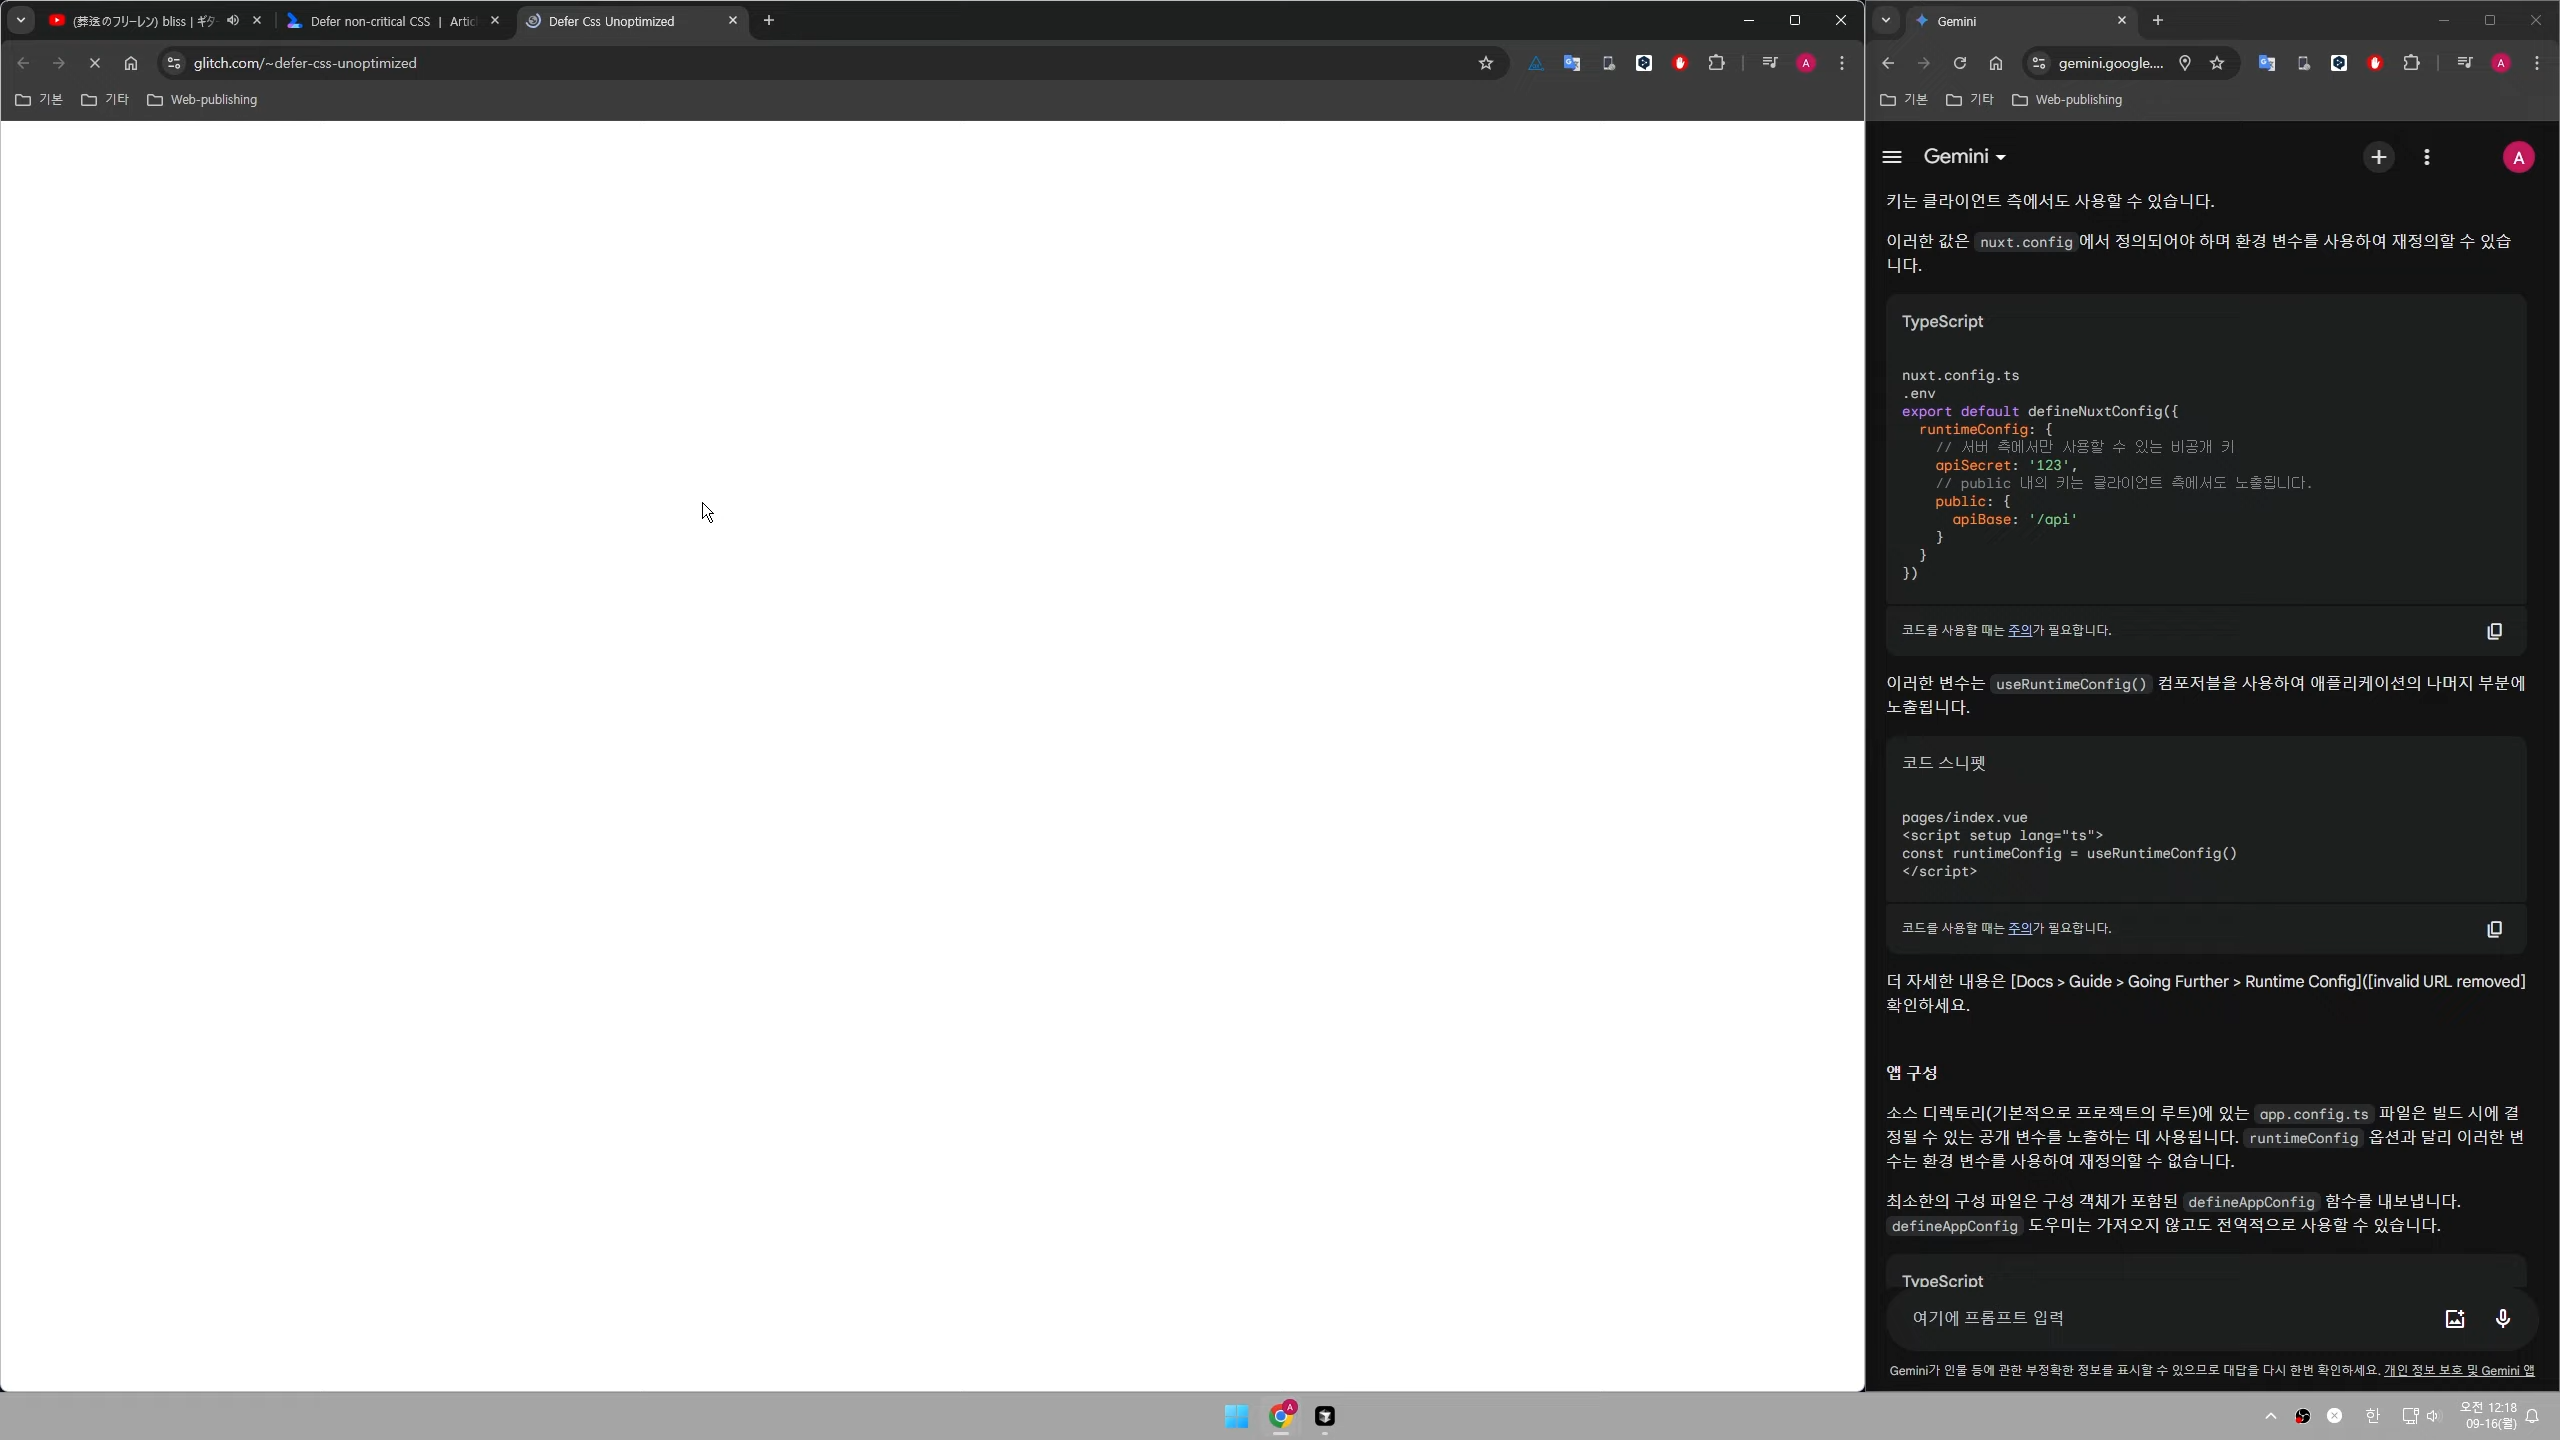 (葬送のフリーレン) bliss | ギター
Defer non-critical CSS | Artic
Defer Css Unoptimized
glitch.com/~defer-css-unoptimized
A
기본
기타
Web-publishing
Gemini
gemini.google....
A
기본
기타
Web-publishing
Gemini
A
키는 클라이언트 측에서도 사용할 수 있습니다.
이러한 값은 nuxt.config에서 정의되어야 하며 환경 변수를 사용하여 재정의할 수 있습
니다.
TypeScript
nuxt.config.ts
.env
export default defineNuxtConfig({
runtimeConfig: {
// 서버 측에서만 사용할 수 있는 비공개 키
apiSecret: '123',
// public 내의 키는 클라이언트 측에서도 노출됩니다.
public: {
apiBase: '/api'
}
}
})
코드를 사용할 때는 주의가 필요합니다.
이러한 변수는 useRuntimeConfig() 컴포저블을 사용하여 애플리케이션의 나머지 부분에
노출됩니다.
코드 스니펫
pages/index.vue
<script setup lang="ts">
const runtimeConfig = useRuntimeConfig()
</script>
코드를 사용할 때는 주의가 필요합니다.
더 자세한 내용은 [Docs > Guide > Going Further > Runtime Config]([invalid URL removed]
확인하세요.
앱 구성
소스 디렉토리(기본적으로 프로젝트의 루트)에 있는 app.config.ts 파일은 빌드 시에 결
정될 수 있는 공개 변수를 노출하는 데 사용됩니다. runtimeConfig 옵션과 달리 이러한 변
수는 환경 변수를 사용하여 재정의할 수 없습니다.
최소한의 구성 파일은 구성 객체가 포함된 defineAppConfig 함수를 내보냅니다.
defineAppConfig 도우미는 가져오지 않고도 전역적으로 사용할 수 있습니다.
TypeScript
여기에 프롬프트 입력
Gemini가 인물 등에 관한 부정확한 정보를 표시할 수 있으므로 대답을 다시 한번 확인하세요. 개인 정보 보호 및 Gemini 앱
A
한
오전 12:18
09-16(월)